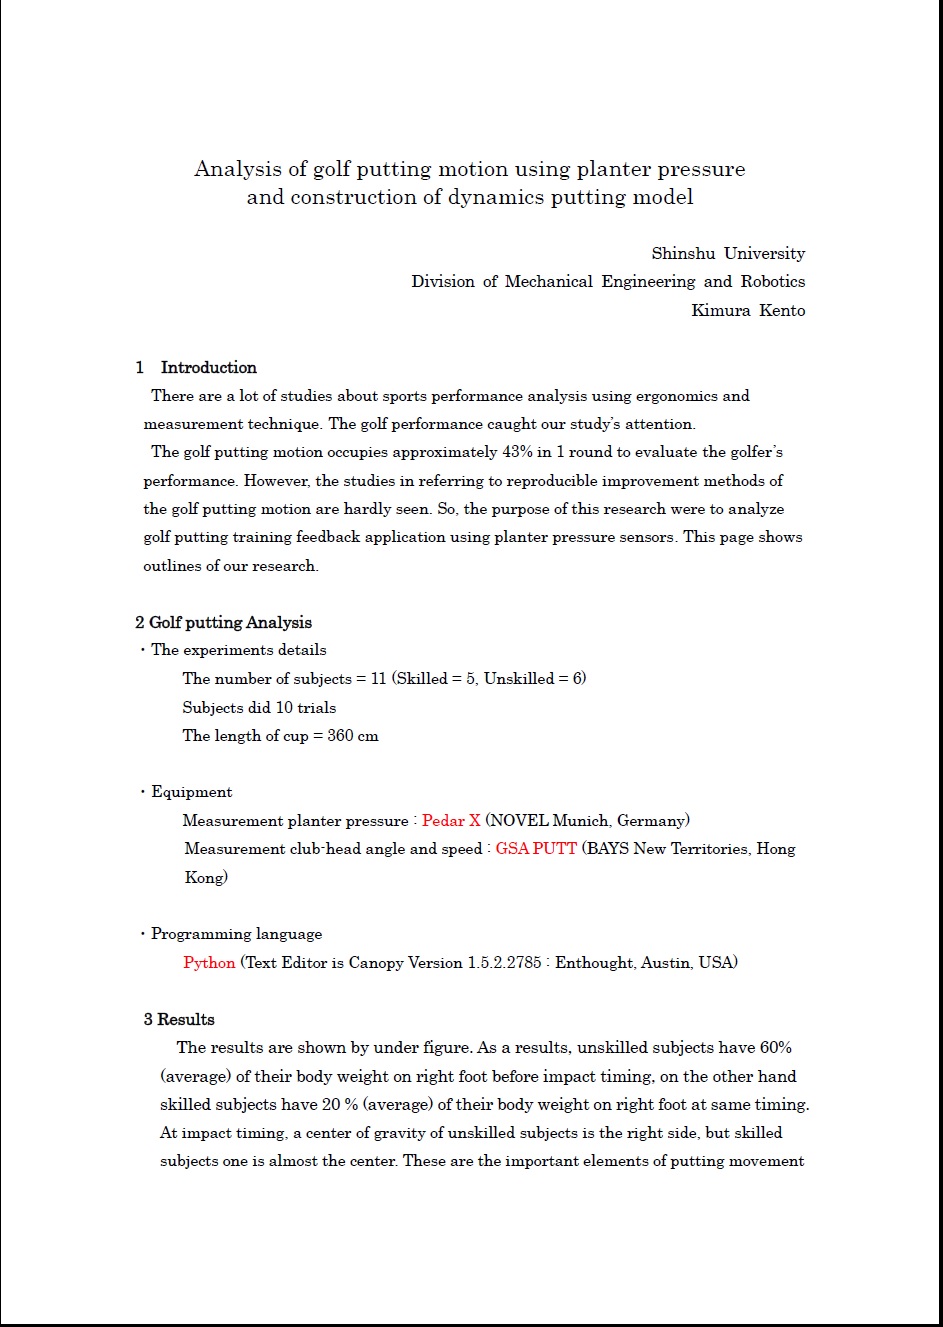 Analysis of golf putting motion using planter pressure
and construction of dynamics putting model
Shinshu University
Division of Mechanical Engineering and Robotics
Kimura Kento
1 Introduction
There are a lot of studies about sports performance analysis using ergonomics and
measurement technique. The golf performance caught our study’s attention.
The golf putting motion occupies approximately 43% in 1 round to evaluate the golfer’s
performance. However, the studies in referring to reproducible improvement methods of
the golf putting motion are hardly seen. So, the purpose of this research were to analyze
golf putting training feedback application using planter pressure sensors. This page shows
outlines of our research.
2 Golf putting Analysis
・The experiments details
The number of subjects = 11 (Skilled = 5, Unskilled = 6)
Subjects did 10 trials
The length of cup = 360 cm
・Equipment
Measurement planter pressure : Pedar X (NOVEL Munich, Germany)
Measurement club-head angle and speed : GSA PUTT (BAYS New Territories, Hong
Kong)
・Programming language
Python (Text Editor is Canopy Version 1.5.2.2785 : Enthought, Austin, USA)
3 Results
The results are shown by under figure. As a results, unskilled subjects have 60%
(average) of their body weight on right foot before impact timing, on the other hand
skilled subjects have 20 % (average) of their body weight on right foot at same timing.
At impact timing, a center of gravity of unskilled subjects is the right side, but skilled
subjects one is almost the center. These are the important elements of putting movement